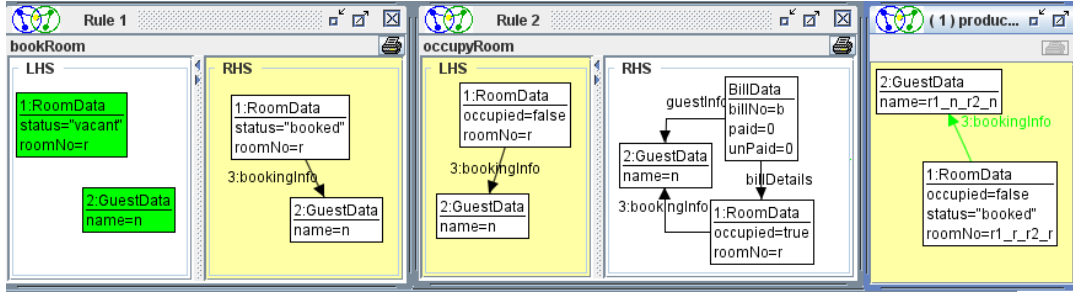 Rule 1
bookRoom
LHS
1:RoomData
status="vacant"
roomNo=r
2:GuestData
name=n
RHS
1:RoomData
status="booked"
roomNo=r
3:bookingInfo
2:GuestData
name=n
Rule 2
occupyRoom
LHS
1:RoomData
occupied=false
roomNo=r
3:bookingInfo
2:GuestData
name=n
RHS
BillData
billNo=b
paid=0
unPaid=0
guestInfo
2:GuestData
name=n
billDetails
3:bookingInfo
1:RoomData
occupied=true
roomNo=r
( 1 ) produc...
2:GuestData
name=r1_n_r2_n
3:bookingInfo
1:RoomData
occupied=false
status="booked"
roomNo=r1_r_r2_r